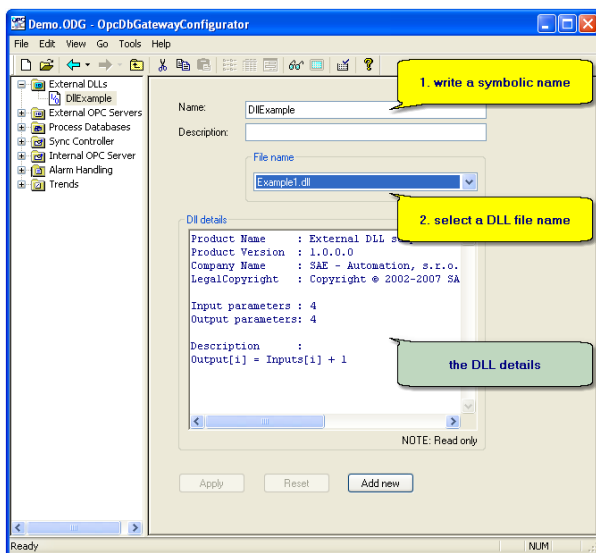 Demo.ODG - OpcDbGatewayConfigurator
File Edit View Go Tools Help
External DLLs
DllExample
External OPC Servers
Process Databases
Sync Controller
Internal OPC Server
Alarm Handling
Trends
1. write a symbolic name
Name: DllExample
Description:
File name
Example1.dll
2. select a DLL file name
Dll details
Product Name : External DLL
Product Version : 1.0.0.0
Company Name : SAE - Automation, s.r.o.
LegalCopyright : Copyright © 2002-2007 SA
Input parameters : 4
Output parameters: 4
Description :
Output[i] = Inputs[i] + 1
the DLL details
NOTE: Read only
Apply Reset Add new
Ready NUM